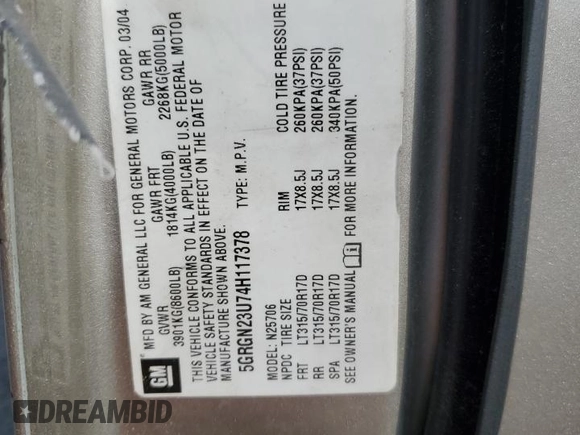 GM
MFD BY AM GENERAL LLC FOR GENERAL MOTORS CORP. 03/04
GVWR GAWR FRT GAWR RR
3901KG(8600LB) 1814KG(4000LB) 2268KG(5000LB)
THIS VEHICLE CONFORMS TO ALL APPLICABLE U.S. FEDERAL MOTOR
VEHICLE SAFETY STANDARDS IN EFFECT ON THE DATE OF
MANUFACTURE SHOWN ABOVE.
5GRGN23U74H117378 TYPE: M.P.V.
MODEL: N25706
NPDC TIRE SIZE RIM COLD TIRE PRESSURE
FRT LT315/70R17D 17X8.5J 260KPA(37PSI)
RR LT315/70R17D 17X8.5J 260KPA(37PSI)
SPA LT315/70R17D 17X8.5J 340KPA(50PSI)
SEE OWNER'S MANUAL FOR MORE INFORMATION.
DREAMBID